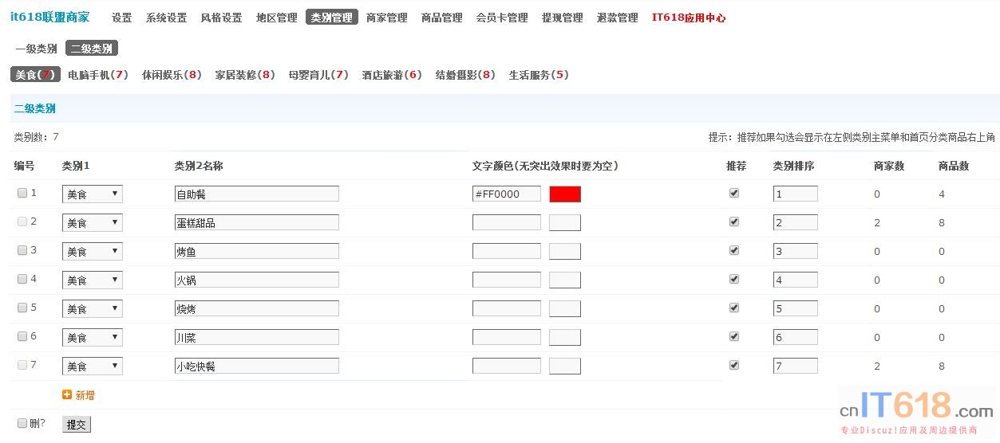 it618联盟商家 设置 系统设置 风格设置 地区管理 类别管理 商家管理 商品管理 会员卡管理 提现管理 退款管理 IT618应用中心
一级类别 二级类别
美食(7) 电脑手机(7) 休闲娱乐(8) 家居装修(8) 母婴育儿(7) 酒店旅游(6) 结婚摄影(8) 生活服务(5)
二级类别
类别数：7 提示：推荐如果勾选会显示在左侧类别主菜单和首页分类商品右上角
编号 类别1 类别2名称 文字颜色(无突出效果时要为空) 推荐 类别排序 商家数 商品数
1 美食 自助餐 #FF0000 1 0 4
2 美食 蛋糕甜品 2 2 8
3 美食 烤鱼 3 0 0
4 美食 火锅 4 0 0
5 美食 烧烤 5 0 0
6 美食 川菜 6 0 0
7 美食 小吃快餐 7 2 8
新增
删? 提交
cnIT618.com
专业Discuz!应用及周边提供商